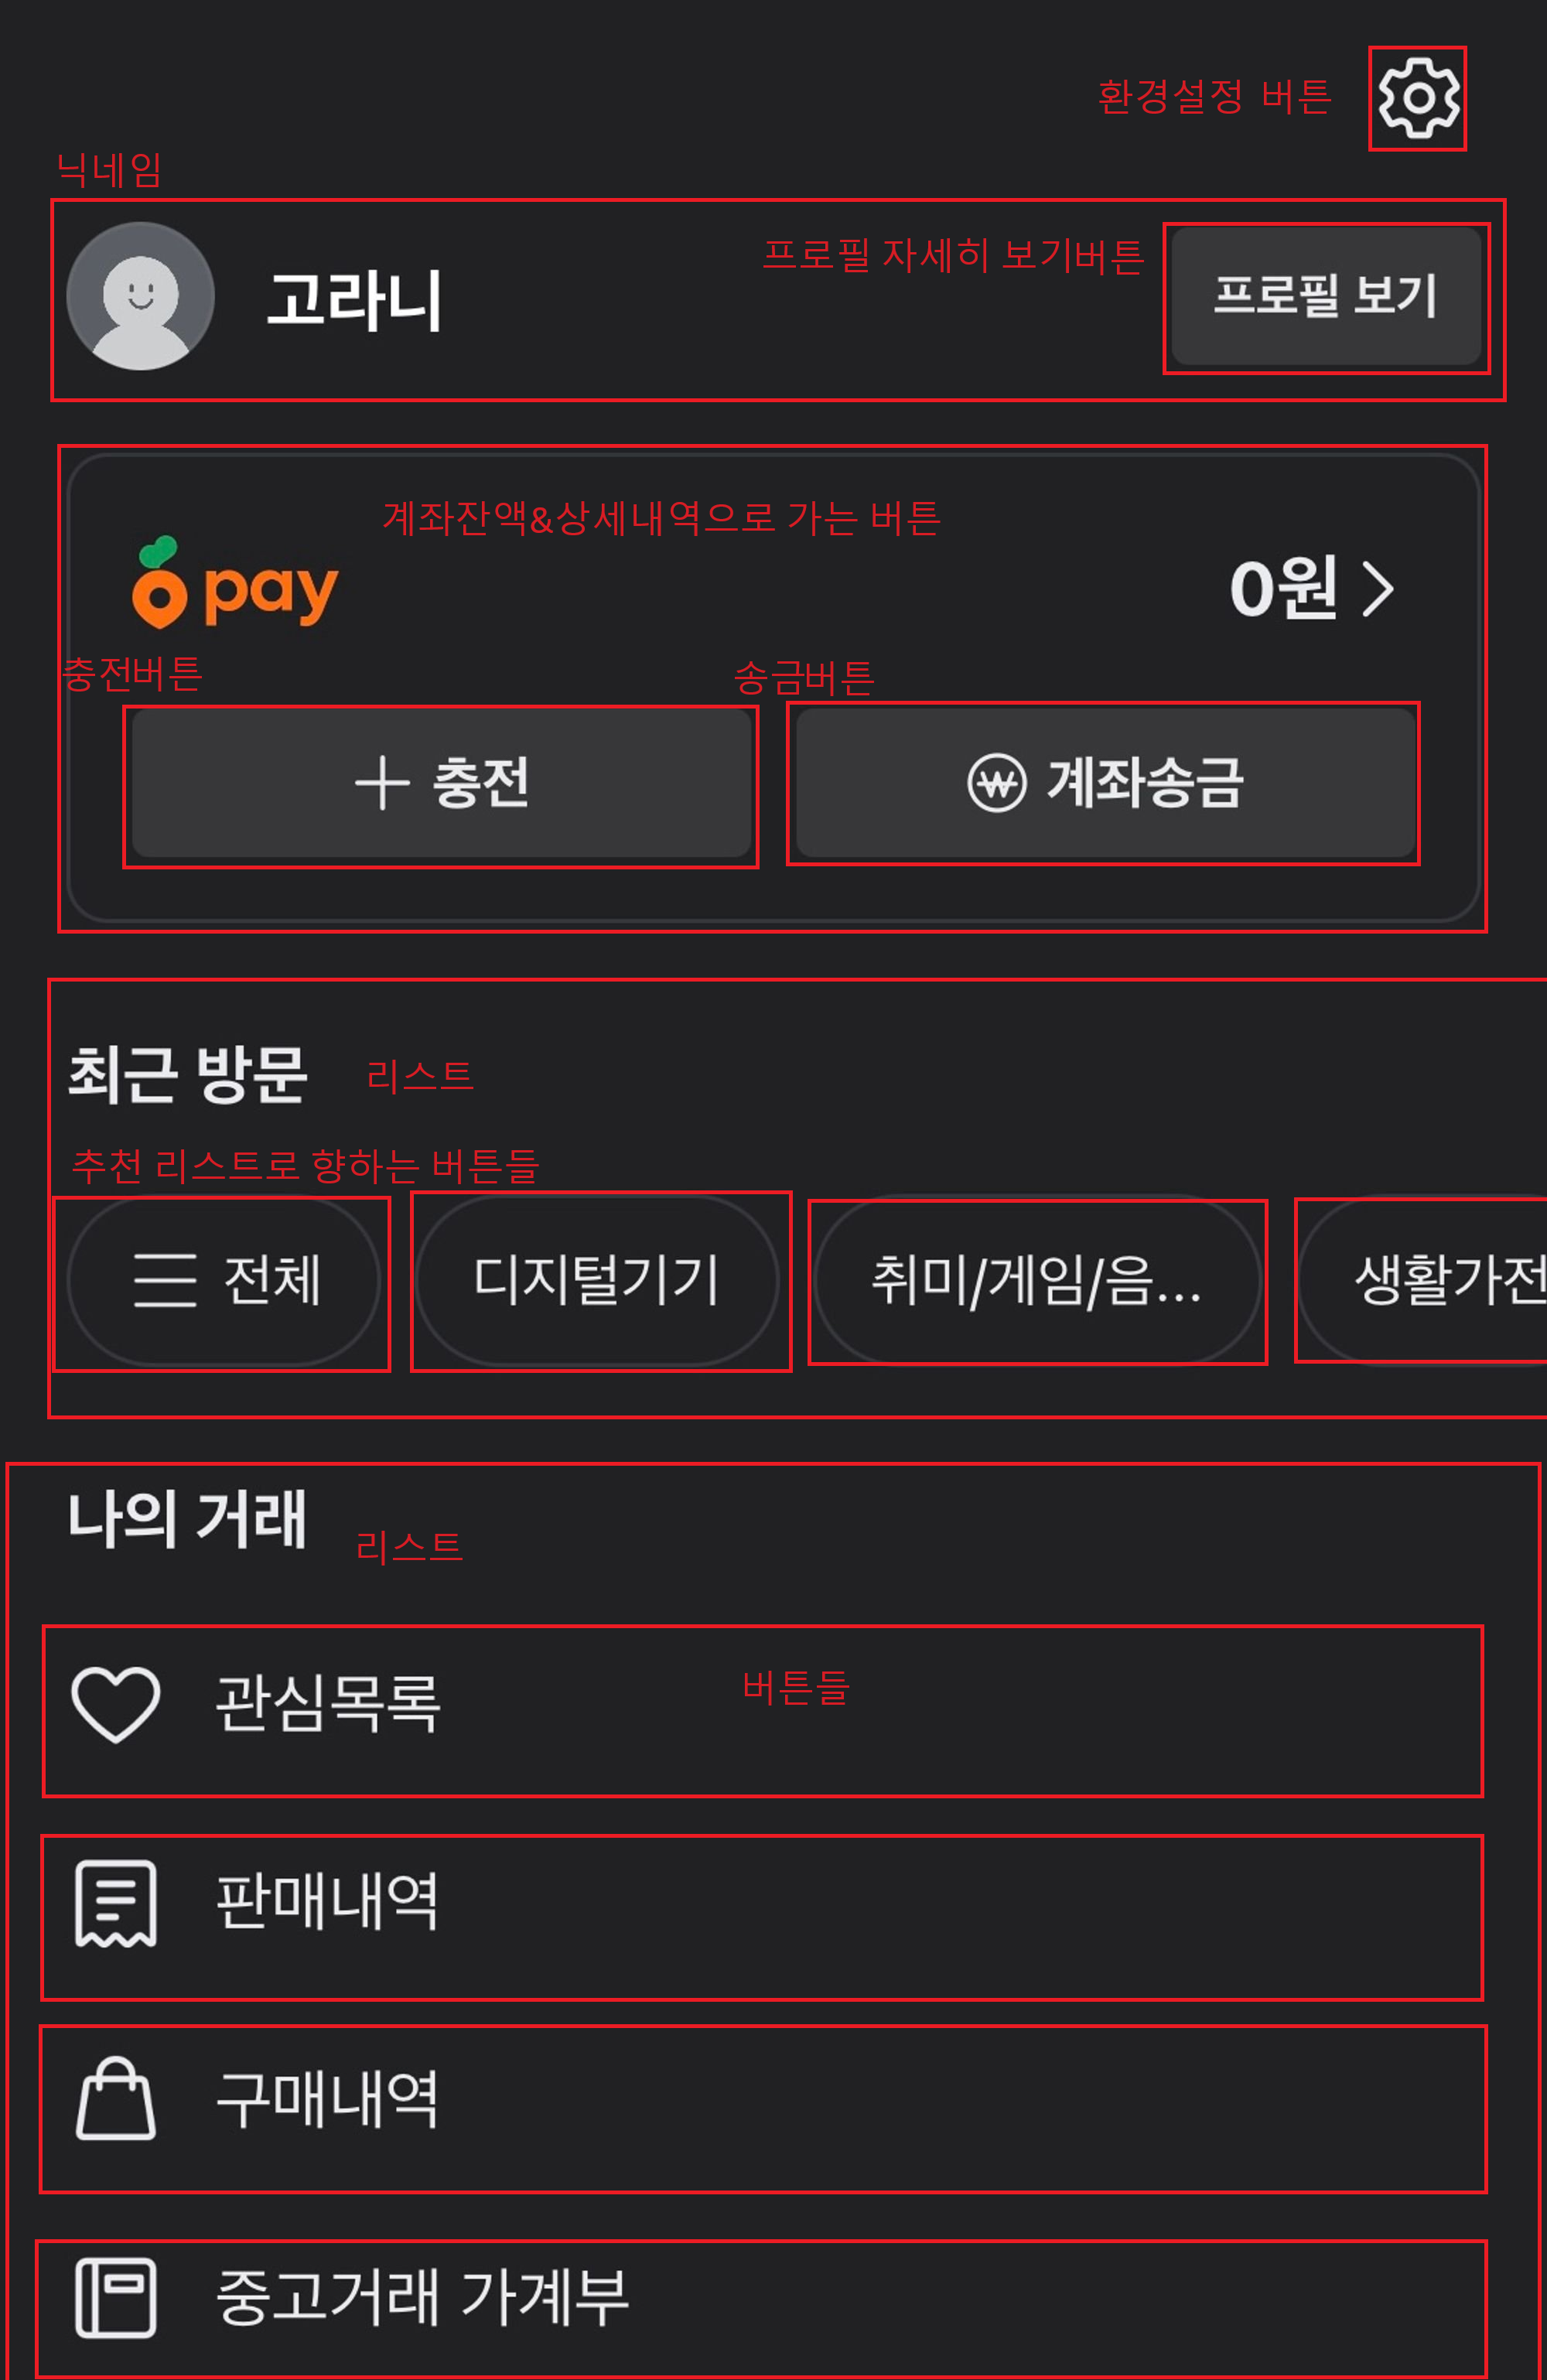 환경설정 버튼
닉네임
고라니
프로필 자세히 보기버튼
프로필 보기
계좌잔액&상세내역으로 가는 버튼
pay
0원
충전버튼
송금버튼
충전
계좌송금
최근 방문
리스트
추천 리스트로 향하는 버튼들
전체
디지털기기
취미/게임/음...
생활가전
나의 거래
리스트
관심목록
버튼들
판매내역
구매내역
중고거래 가계부